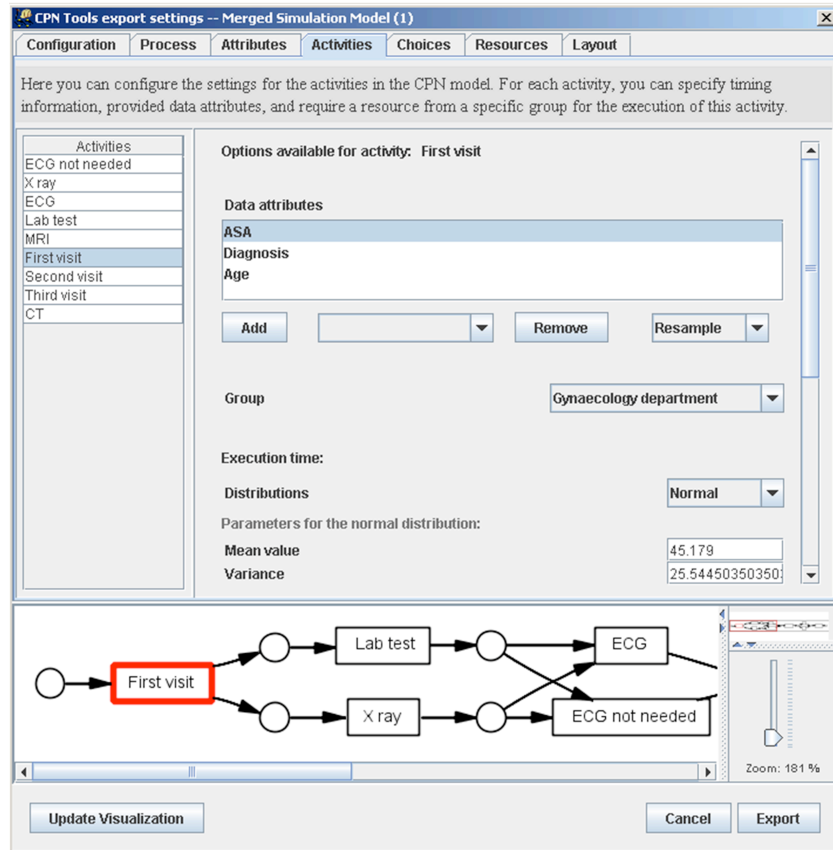 CPN Tools export settings -- Merged Simulation Model (1)
Configuration Process Attributes Activities Choices Resources Layout
Here you can configure the settings for the activities in the CPN model. For each activity, you can specify timing
information, provided data attributes, and require a resource from a specific group for the execution of this activity.
Activities
ECG not needed
X ray
ECG
Lab test
MRI
First visit
Second visit
Third visit
CT
Options available for activity: First visit
Data attributes
ASA
Diagnosis
Age
Add Remove Resample
Group Gynaecology department
Execution time:
Distributions Normal
Parameters for the normal distribution:
Mean value 45.179
Variance 25.544503503503
First visit
Lab test
ECG
X ray
ECG not needed
Zoom: 181 %
Update Visualization Cancel Export